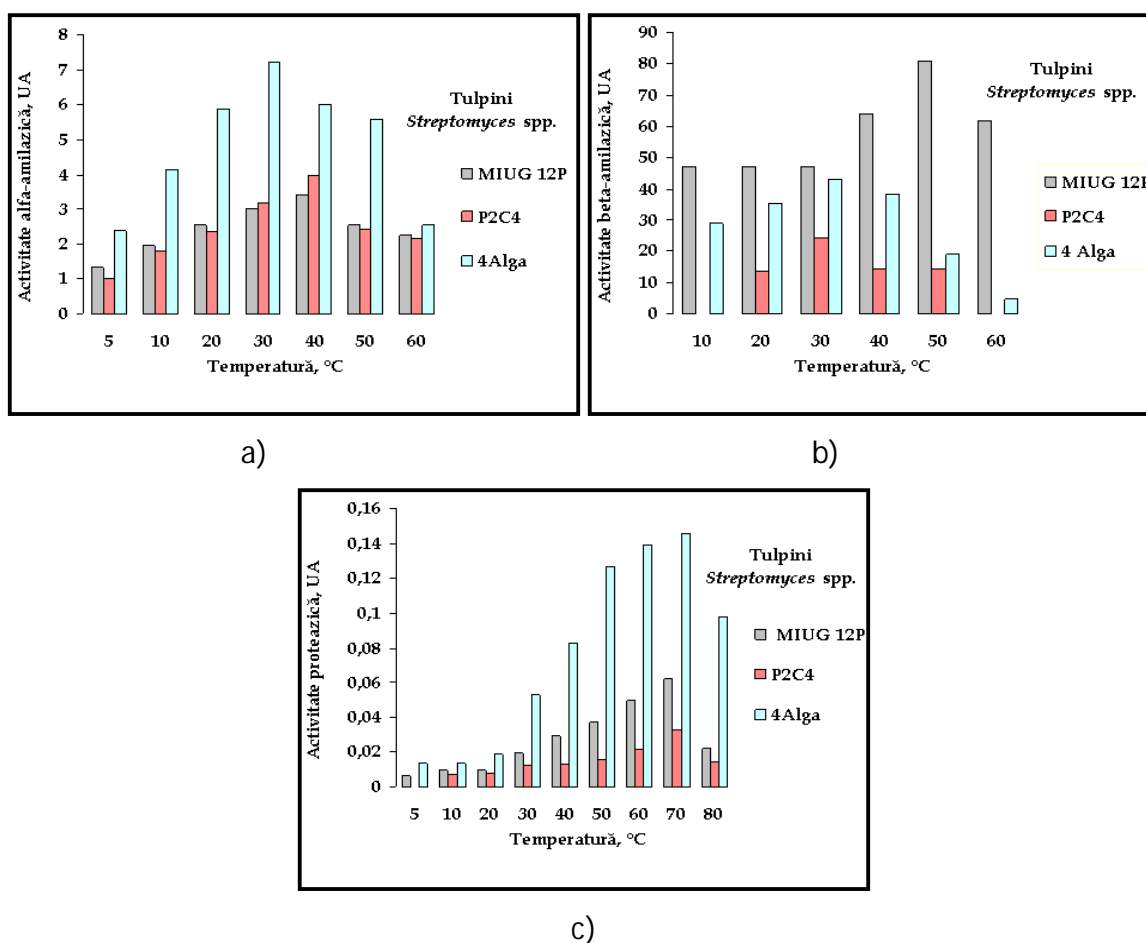 Activitate alfa-amilazică, UA
8
7
6
5
4
3
2
1
0
5 10 20 30 40 50 60
Temperatură, °C
Tulpini
Streptomyces spp.
MIUG 12P
P2C4
4Alga
a)
Activitate beta-amilazică, UA
90
80
70
60
50
40
30
20
10
0
10 20 30 40 50 60
Temperatură, °C
Tulpini
Streptomyces spp.
MIUG 12P
P2C4
4 Alga
b)
Activitate proteazică, UA
0,16
0,14
0,12
0,1
0,08
0,06
0,04
0,02
0
5 10 20 30 40 50 60 70 80
Temperatură, °C
Tulpini
Streptomyces spp.
MIUG 12P
P2C4
4Alga
c)